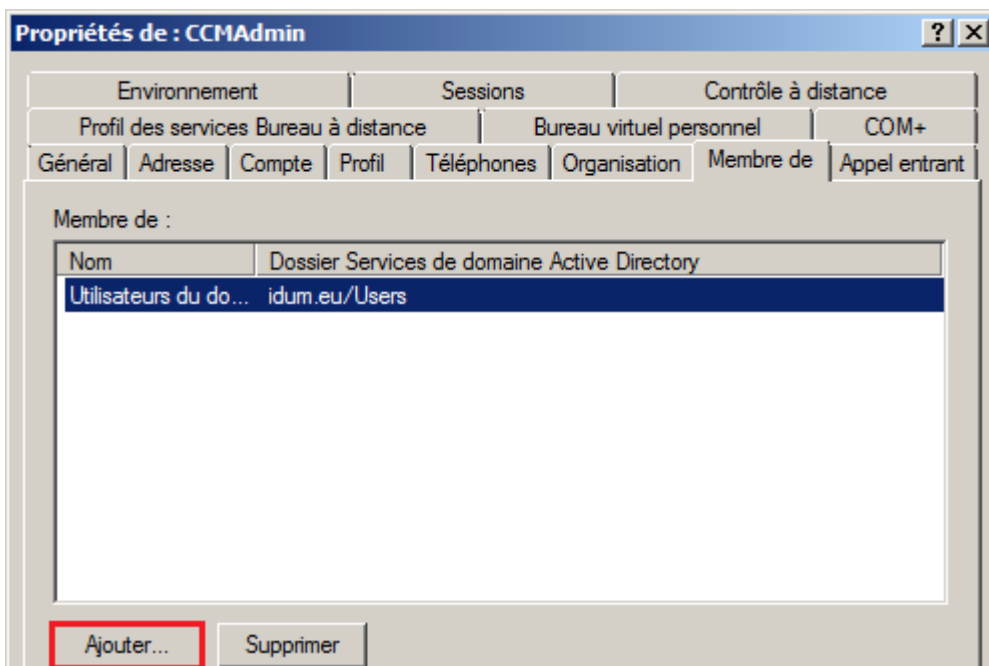 Propriétés de : CCMAdmin
Environnement Sessions Contrôle à distance
Profil des services Bureau à distance Bureau virtuel personnel COM+
Général Adresse Compte Profil Téléphones Organisation Membre de Appel entrant
Membre de :
Nom Dossier Services de domaine Active Directory
Utilisateurs du do... idum.eu/Users
Ajouter... Supprimer